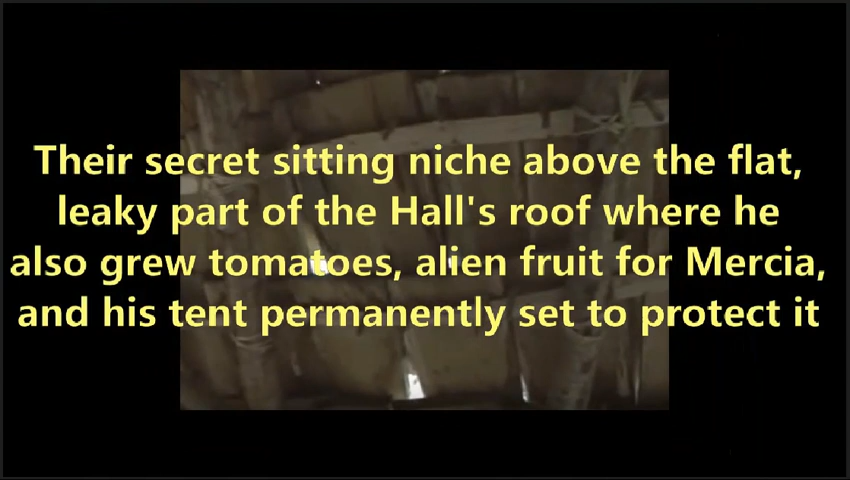 Their secret sitting niche above the flat,
leaky part of the Hall's roof where he
also grew tomatoes, alien fruit for Mercia,
and his tent permanently set to protect it